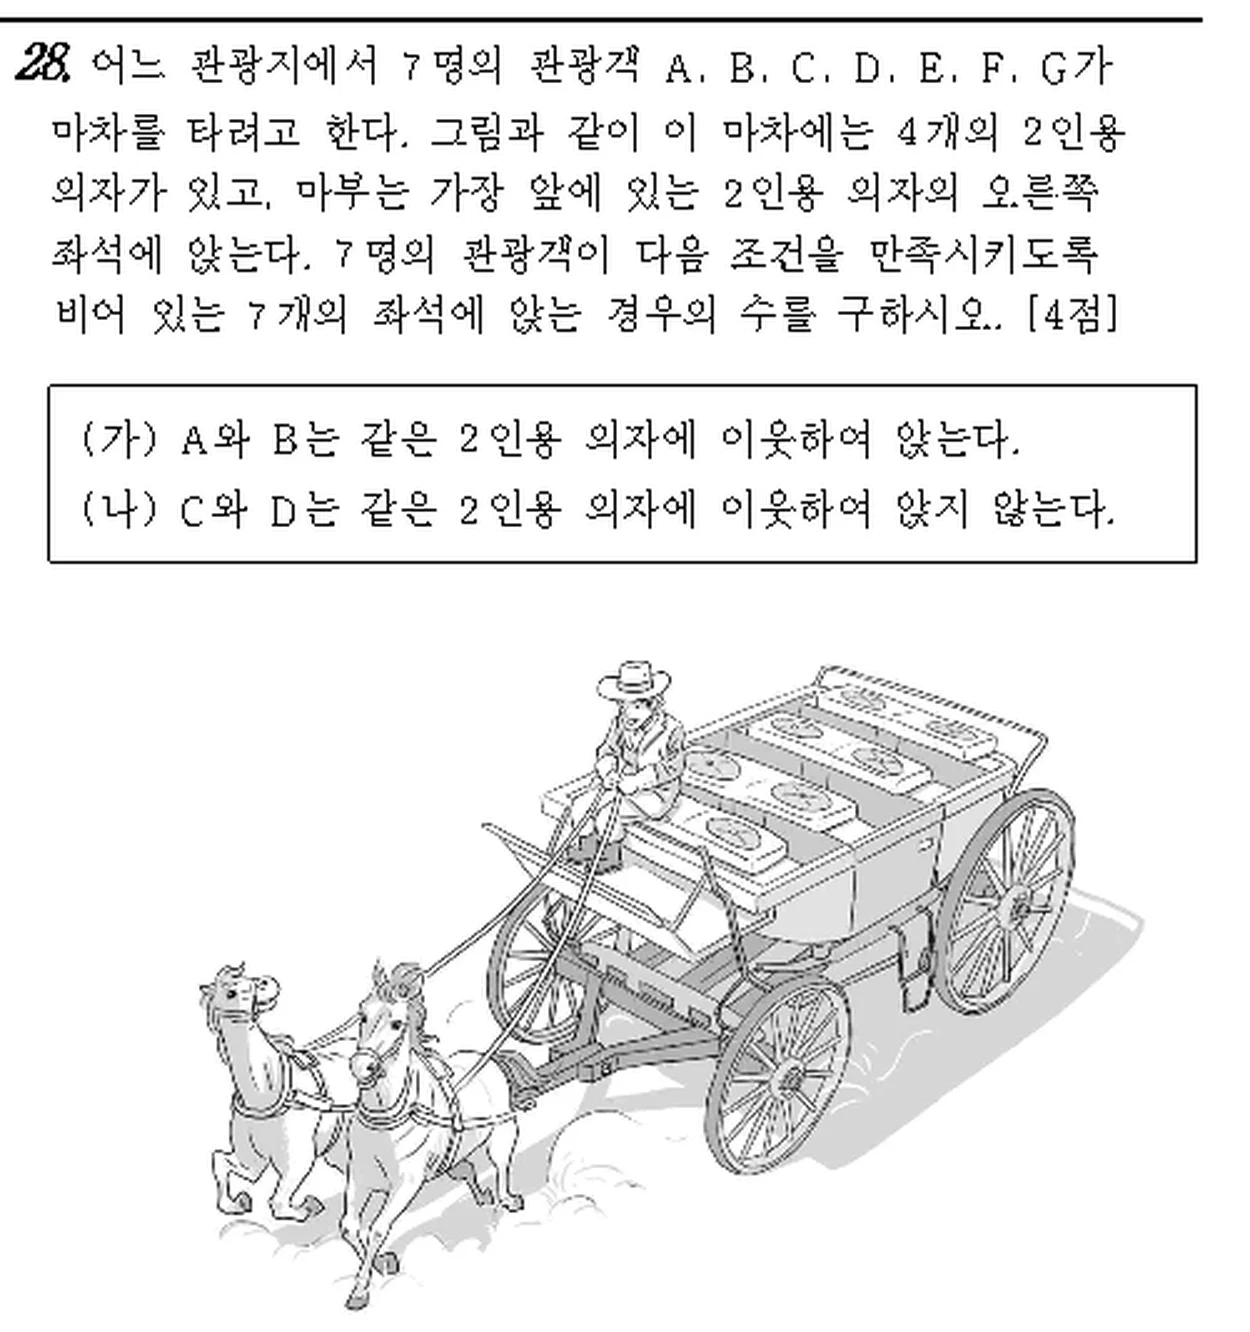 28. 어느 관광지에서 7명의 관광객 A, B, C, D, E, F, G가
마차를 타려고 한다. 그림과 같이 이 마차에는 4개의 2인용
의자가 있고, 마부는 가장 앞에 있는 2인용 의자의 오른쪽
좌석에 앉는다. 7명의 관광객이 다음 조건을 만족시키도록
비어 있는 7개의 좌석에 앉는 경우의 수를 구하시오. [4점]
(가) A와 B는 같은 2인용 의자에 이웃하여 앉는다.
(나) C와 D는 같은 2인용 의자에 이웃하여 앉지 않는다.